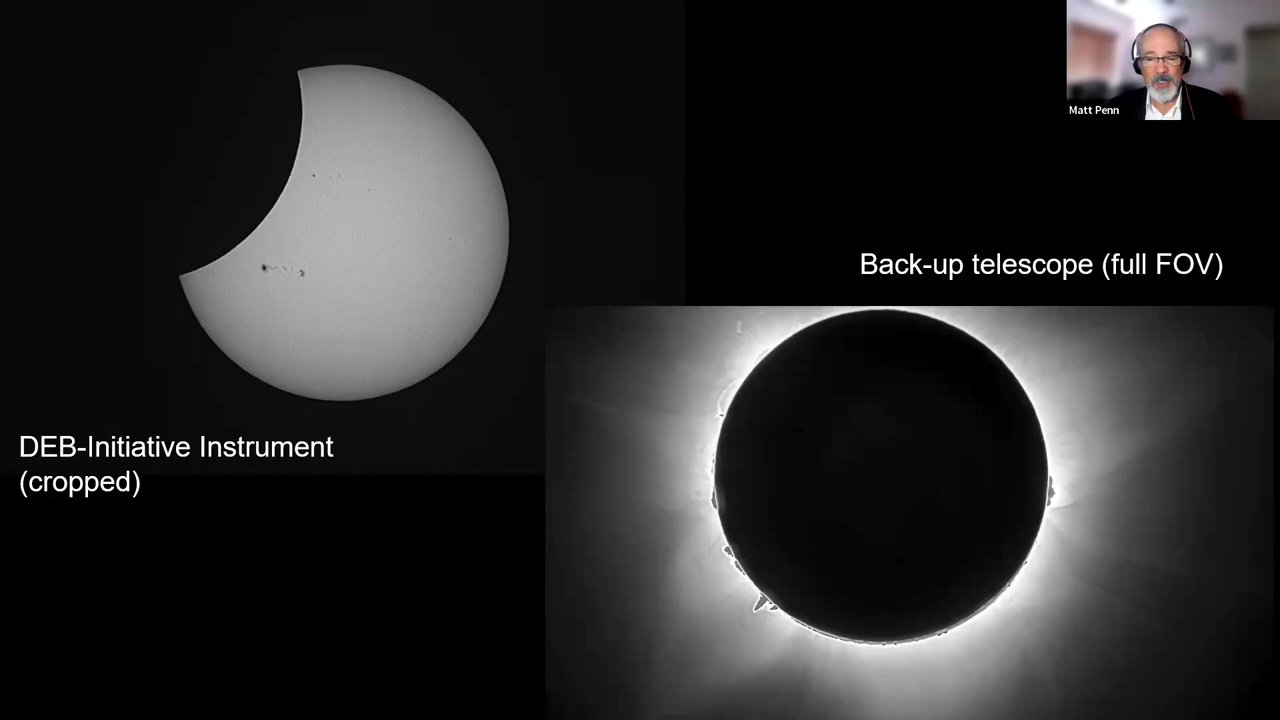 Matt Penn
Back-up telescope (full FOV)
DEB-Initiative Instrument
(cropped)